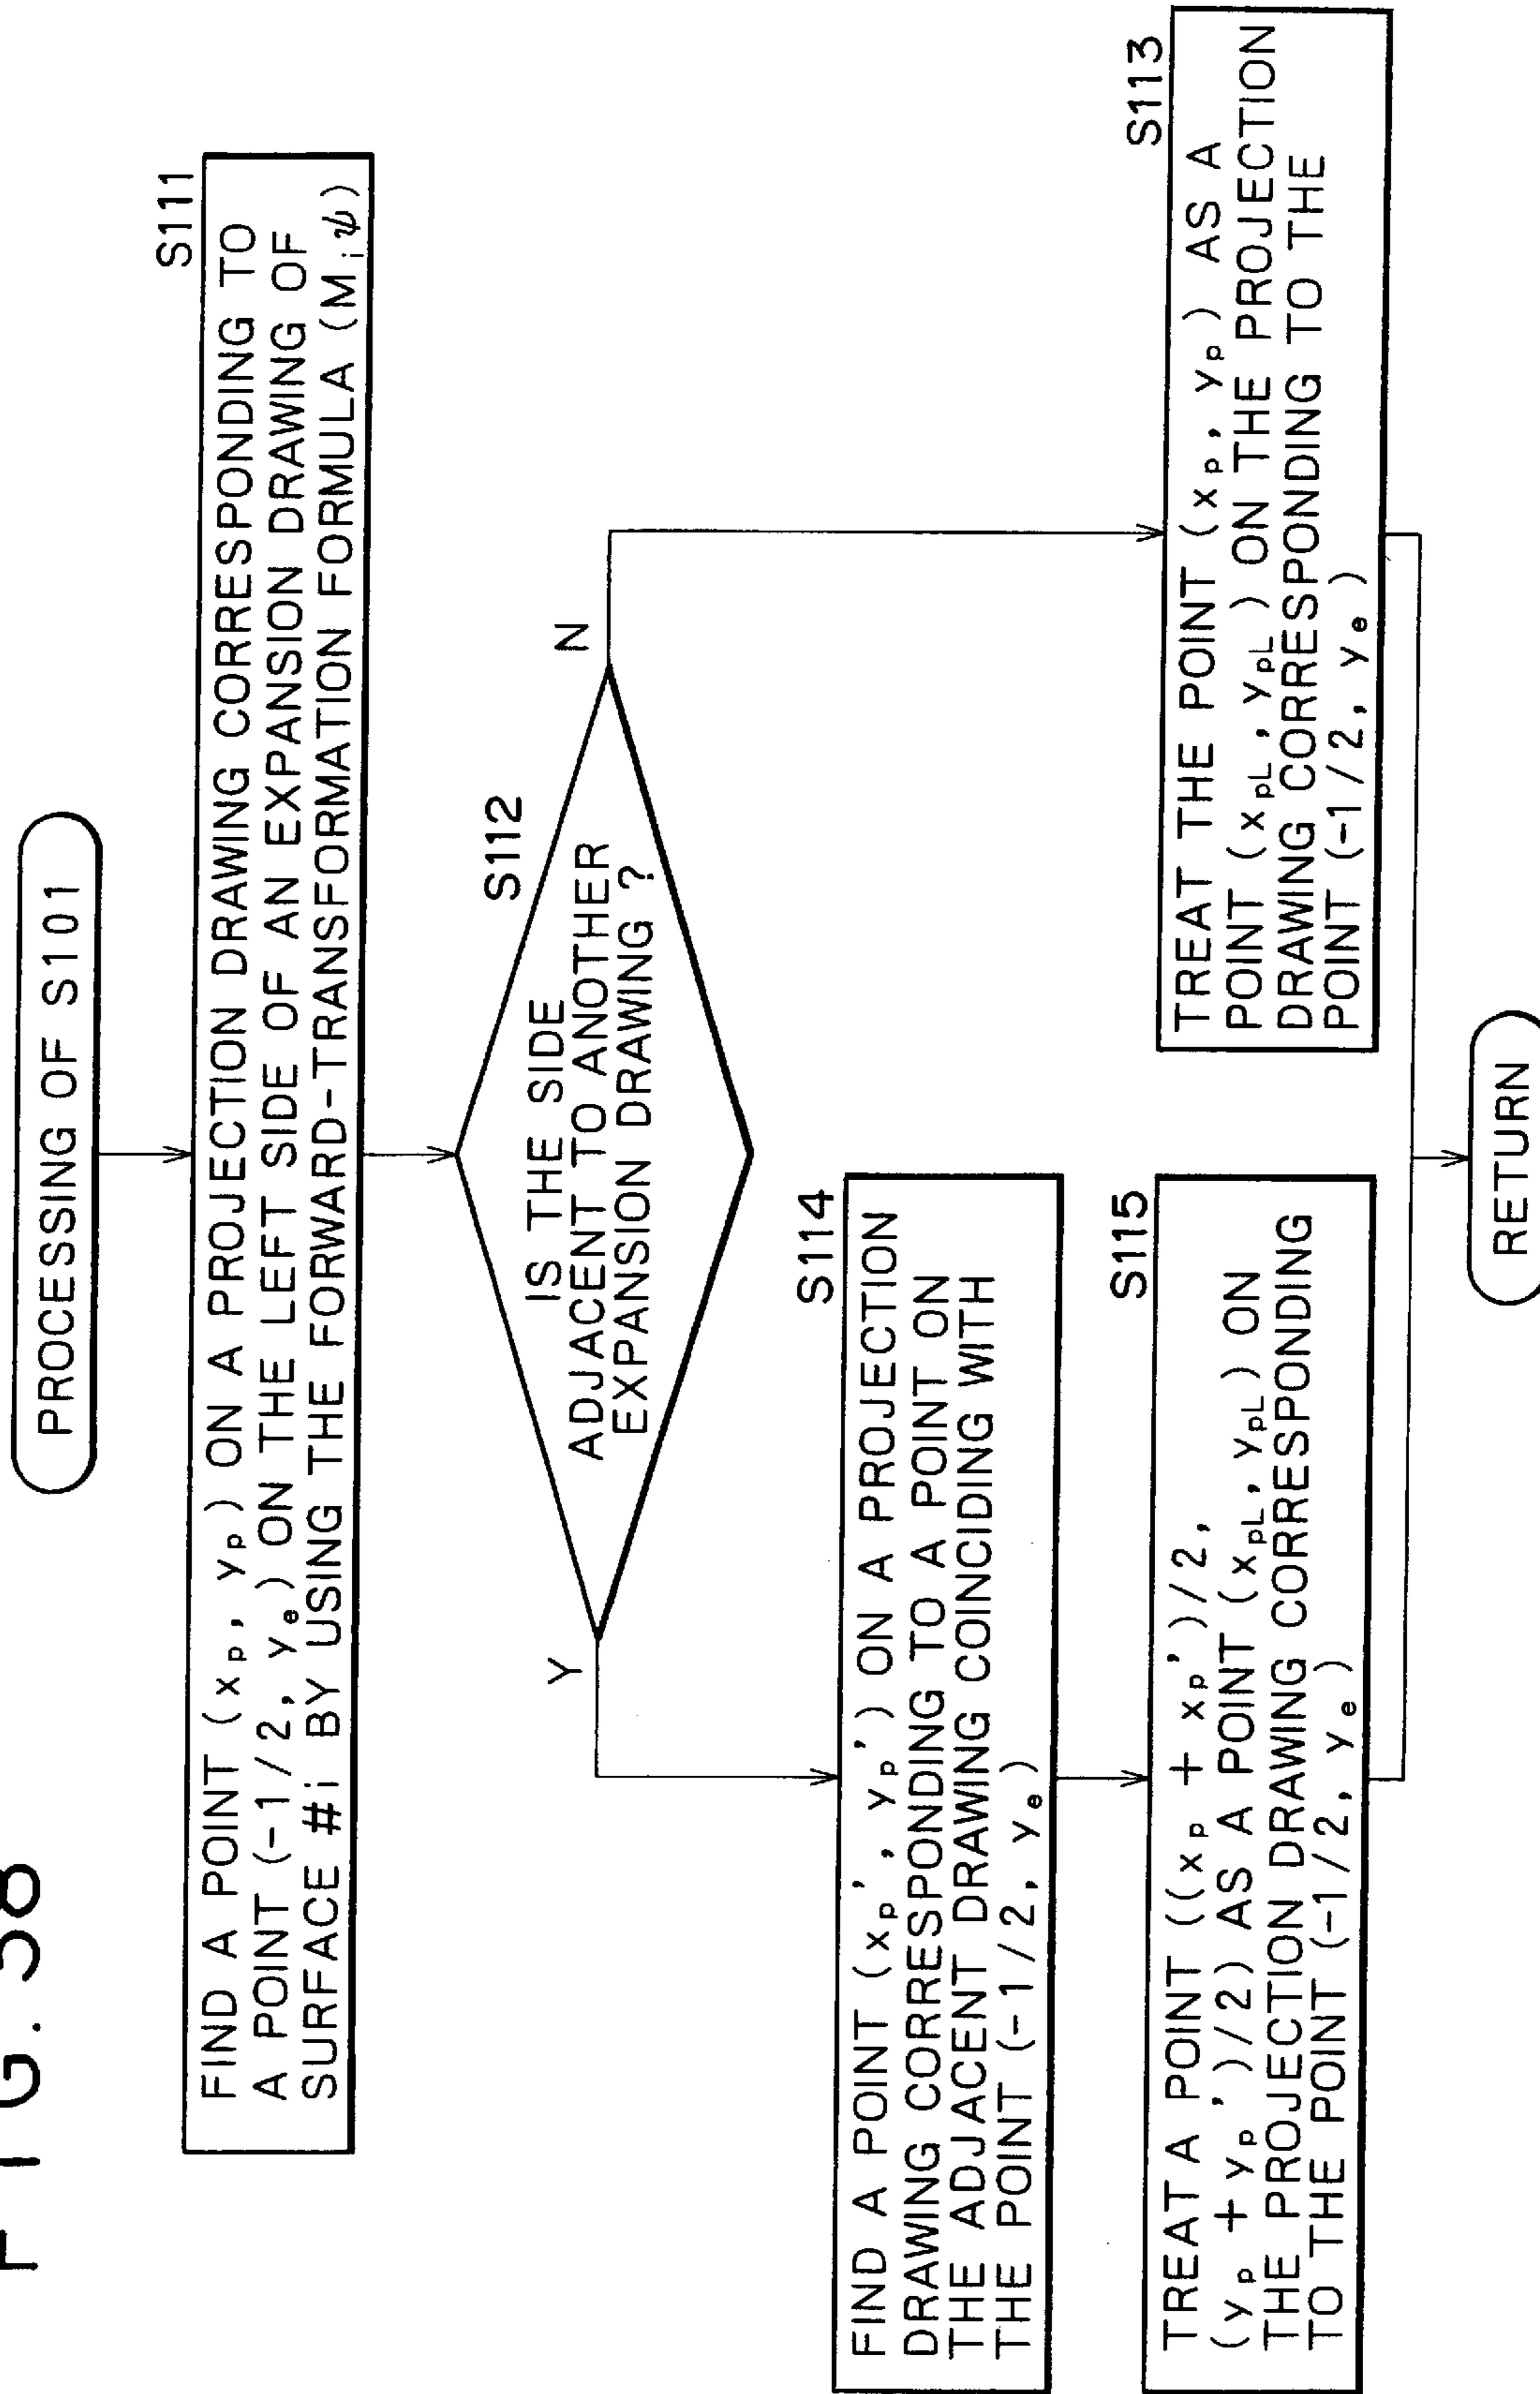 FIG. 38
PROCESSING OF S101
S111
FIND A POINT (xp, yp) ON A PROJECTION DRAWING CORRESPONDING TO
A POINT (-1/2, ye) ON THE LEFT SIDE OF AN EXPANSION DRAWING OF
SURFACE #i BY USING THE FORWARD-TRANSFORMATION FORMULA (Miψ)
S112
IS THE SIDE
ADJACENT TO ANOTHER
EXPANSION DRAWING ?
Y
N
S114
FIND A POINT (xp', yp') ON A PROJECTION
DRAWING CORRESPONDING TO A POINT ON
THE ADJACENT DRAWING COINCIDING WITH
THE POINT (-1/2, ye)
S115
TREAT A POINT ((xp + xp')/2,
(yp + yp')/2) AS A POINT (xpL, ypL) ON
THE PROJECTION DRAWING CORRESPONDING
TO THE POINT (-1/2, ye)
S113
TREAT THE POINT (xp, yp) AS A
POINT (xpL, ypL) ON THE PROJECTION
DRAWING CORRESPONDING TO THE
POINT (-1/2, ye)
RETURN